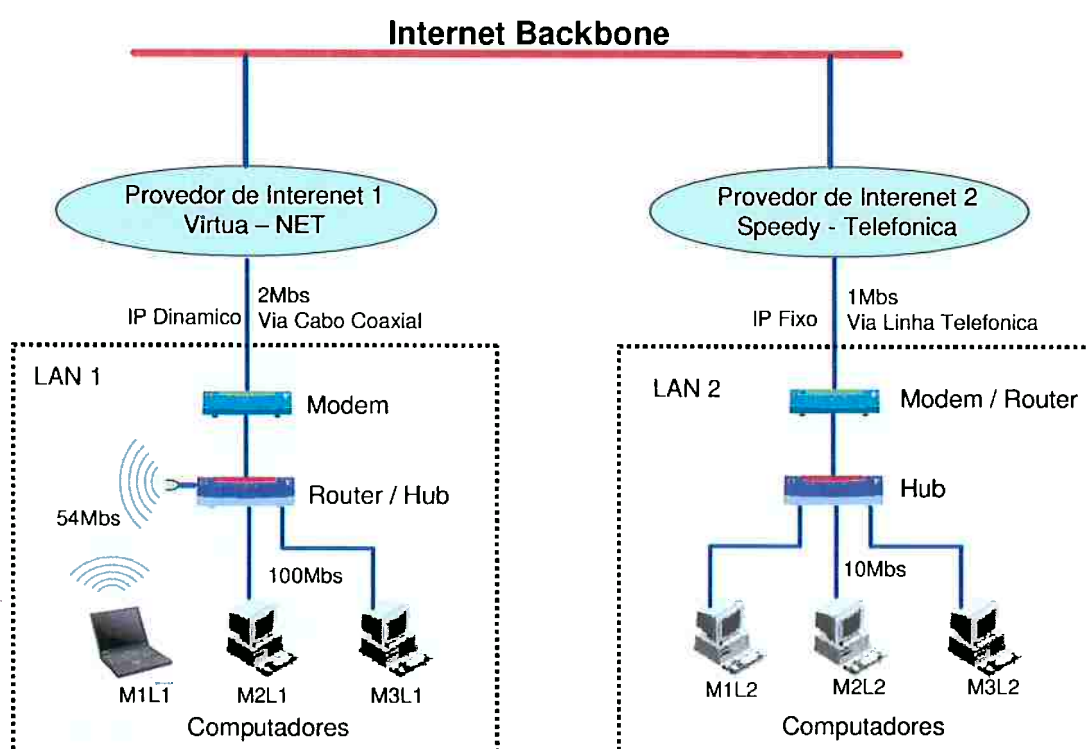 Internet Backbone
Provedor de Interenet 1
Virtua – NET
Provedor de Interenet 2
Speedy - Telefonica
IP Dinamico
2Mbs
Via Cabo Coaxial
IP Fixo
1Mbs
Via Linha Telefonica
LAN 1
Modem
Router / Hub
54Mbs
100Mbs
M1L1
M2L1
M3L1
Computadores
LAN 2
Modem / Router
Hub
10Mbs
M1L2
M2L2
M3L2
Computadores